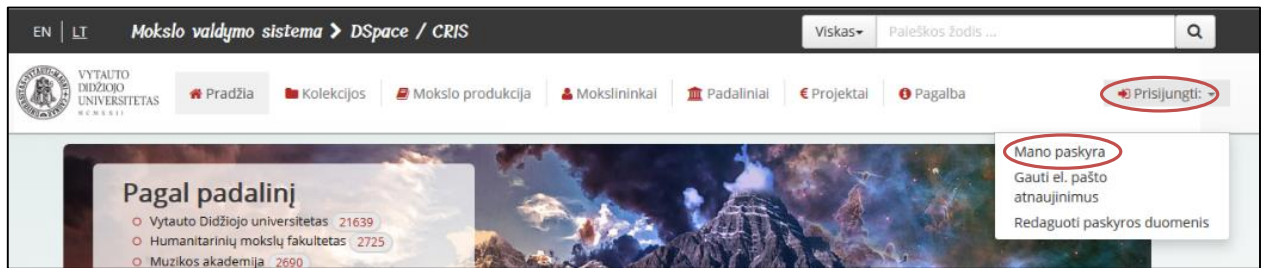 EN | LT Mokslo valdymo sistema > DSpace / CRIS Viskas Paieškos žodis ...
VYTAUTO
DIDŽIOJO
UNIVERSITETAS
MCMXXII
Pradžia Kolekcijos Mokslo produkcija Mokslininkai Padaliniai € Projektai Pagalba Prisijungti:
Mano paskyra
Gauti el. pašto
atnaujinimus
Redaguoti paskyros duomenis
Pagal padalinį
Vytauto Didžiojo universitetas 21639
Humanitarinių mokslų fakultetas 2725
Muzikos akademija 2690